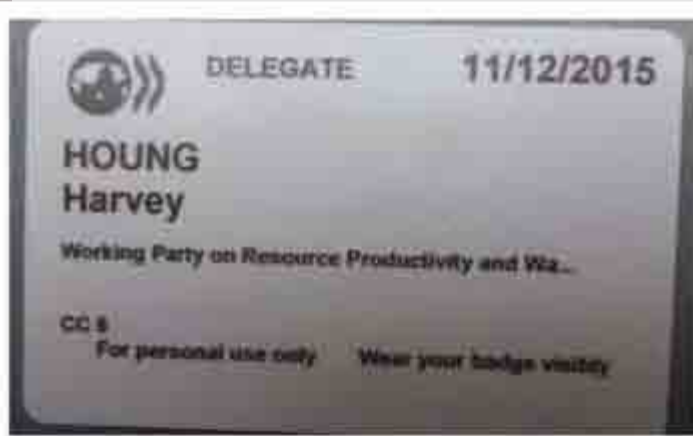 DELEGATE 11/12/2015
HOUNG
Harvey
Working Party on Resource Productivity and Wa...
CC 6
For personal use only Wear your badge visibly